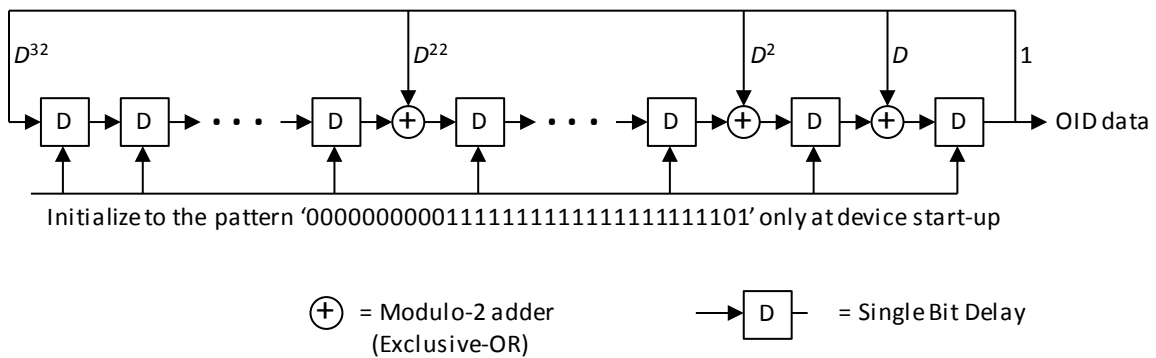 D³² D²² D² D 1
D D · · · D + D · · · D + D + D OID data
Initialize to the pattern '00000000001111111111111111111101' only at device start-up
+ = Modulo-2 adder
(Exclusive-OR)
D = Single Bit Delay